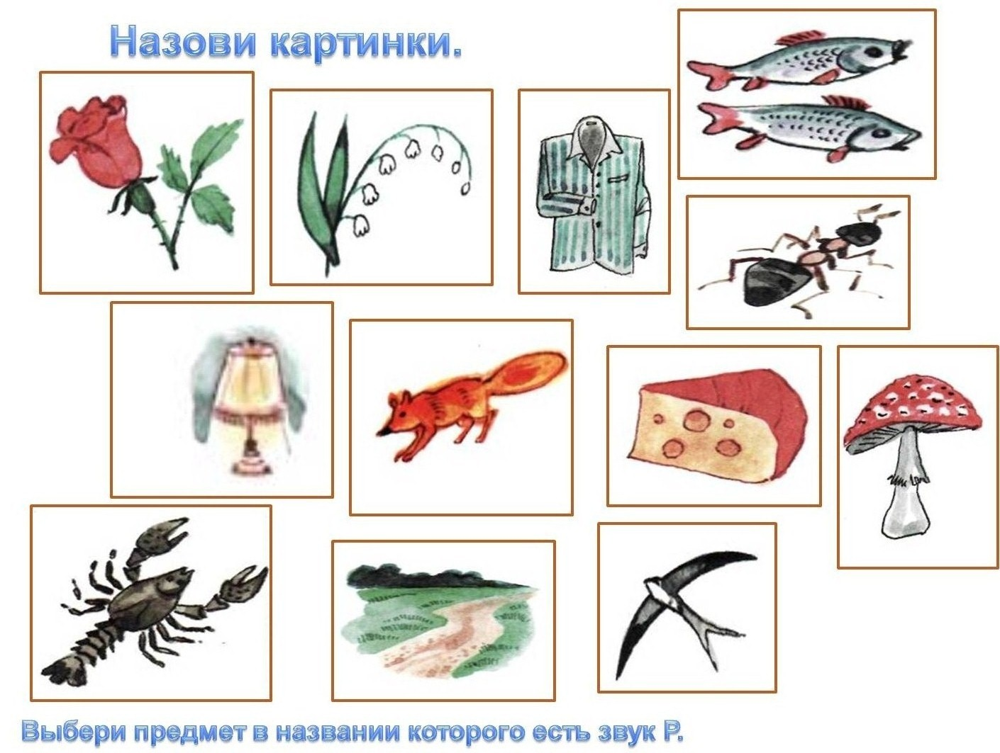 Назови картинки.
Выбери предмет в названии которого есть звук Р.